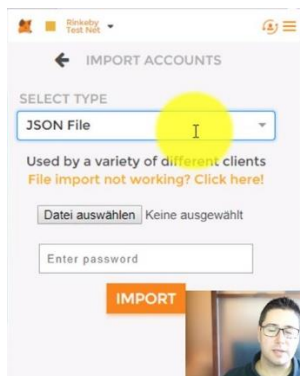 Rinkeby
Test Net
IMPORT ACCOUNTS
SELECT TYPE
JSON File
Used by a variety of different clients
File import not working? Click here!
Datei auswählen Keine ausgewählt
Enter password
IMPORT